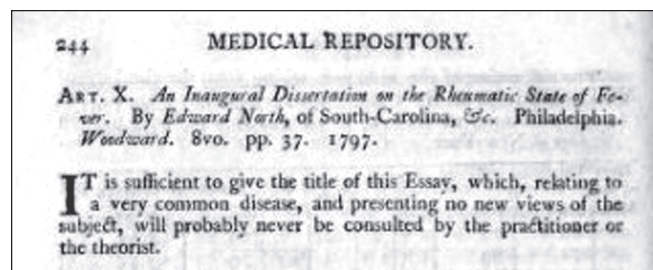 244 MEDICAL REPOSITORY.
ART. X. An Inaugural Dissertation on the Rheumatic State of Fe-
ver. By Edward North, of South-Carolina, &c. Philadelphia.
Woodward. 8vo. pp. 37. 1797.
IT is sufficient to give the title of this Essay, which, relating to
a very common disease, and presenting no new views of the
subject, will probably never be consulted by the practitioner or
the theorist.